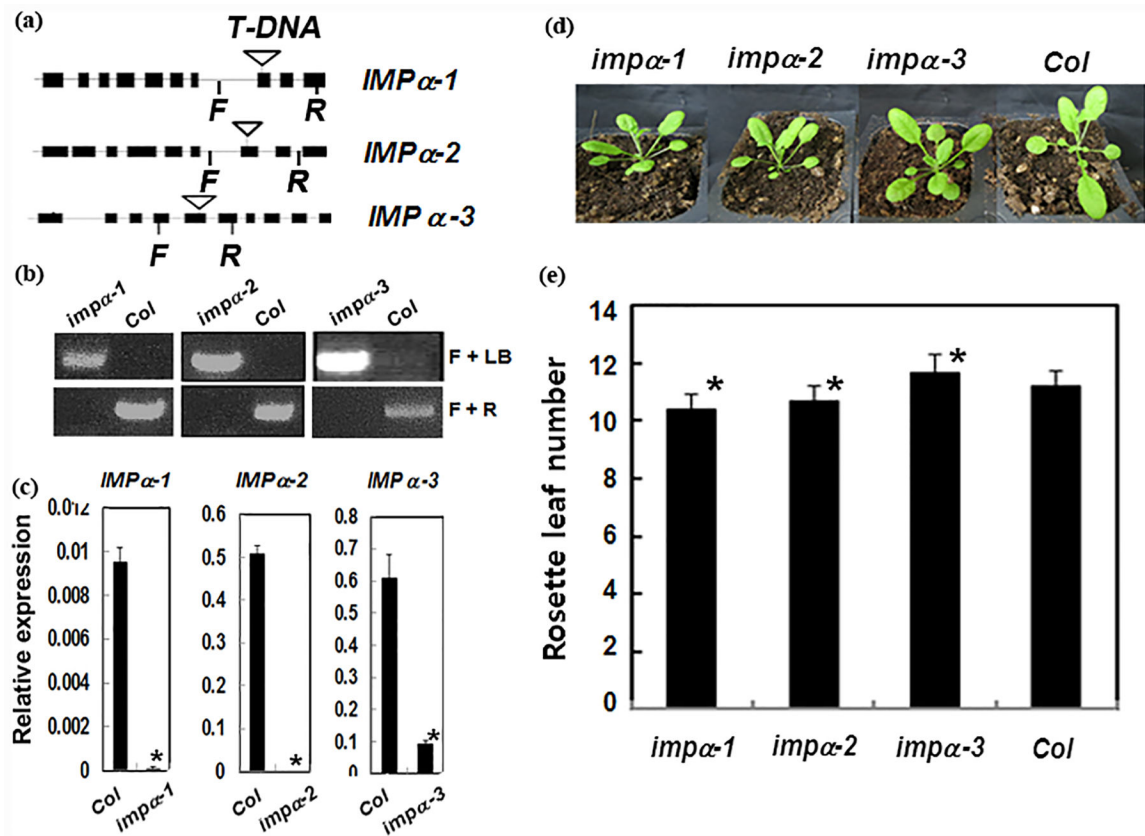 (a)
T-DNA
IMPα-1
F
R
IMPα-2
F
R
IMP α-3
F
R
(b)
impα-1
Col
impα-2
Col
impα-3
Col
F + LB
F + R
(c)
IMPα-1
IMPα-2
IMP α-3
Relative expression
0.012
0.01
0.008
0.006
0.004
0.002
0
*
Col
impα-1
0.6
0.5
0.4
0.3
0.2
0.1
0
*
Col
impα-2
0.8
0.7
0.6
0.5
0.4
0.3
0.2
0.1
0.0
*
Col
impα-3
(d)
impα-1
impα-2
impα-3
Col
(e)
Rosette leaf number
14
12
10
8
6
4
2
0
*
*
*
impα-1
impα-2
impα-3
Col